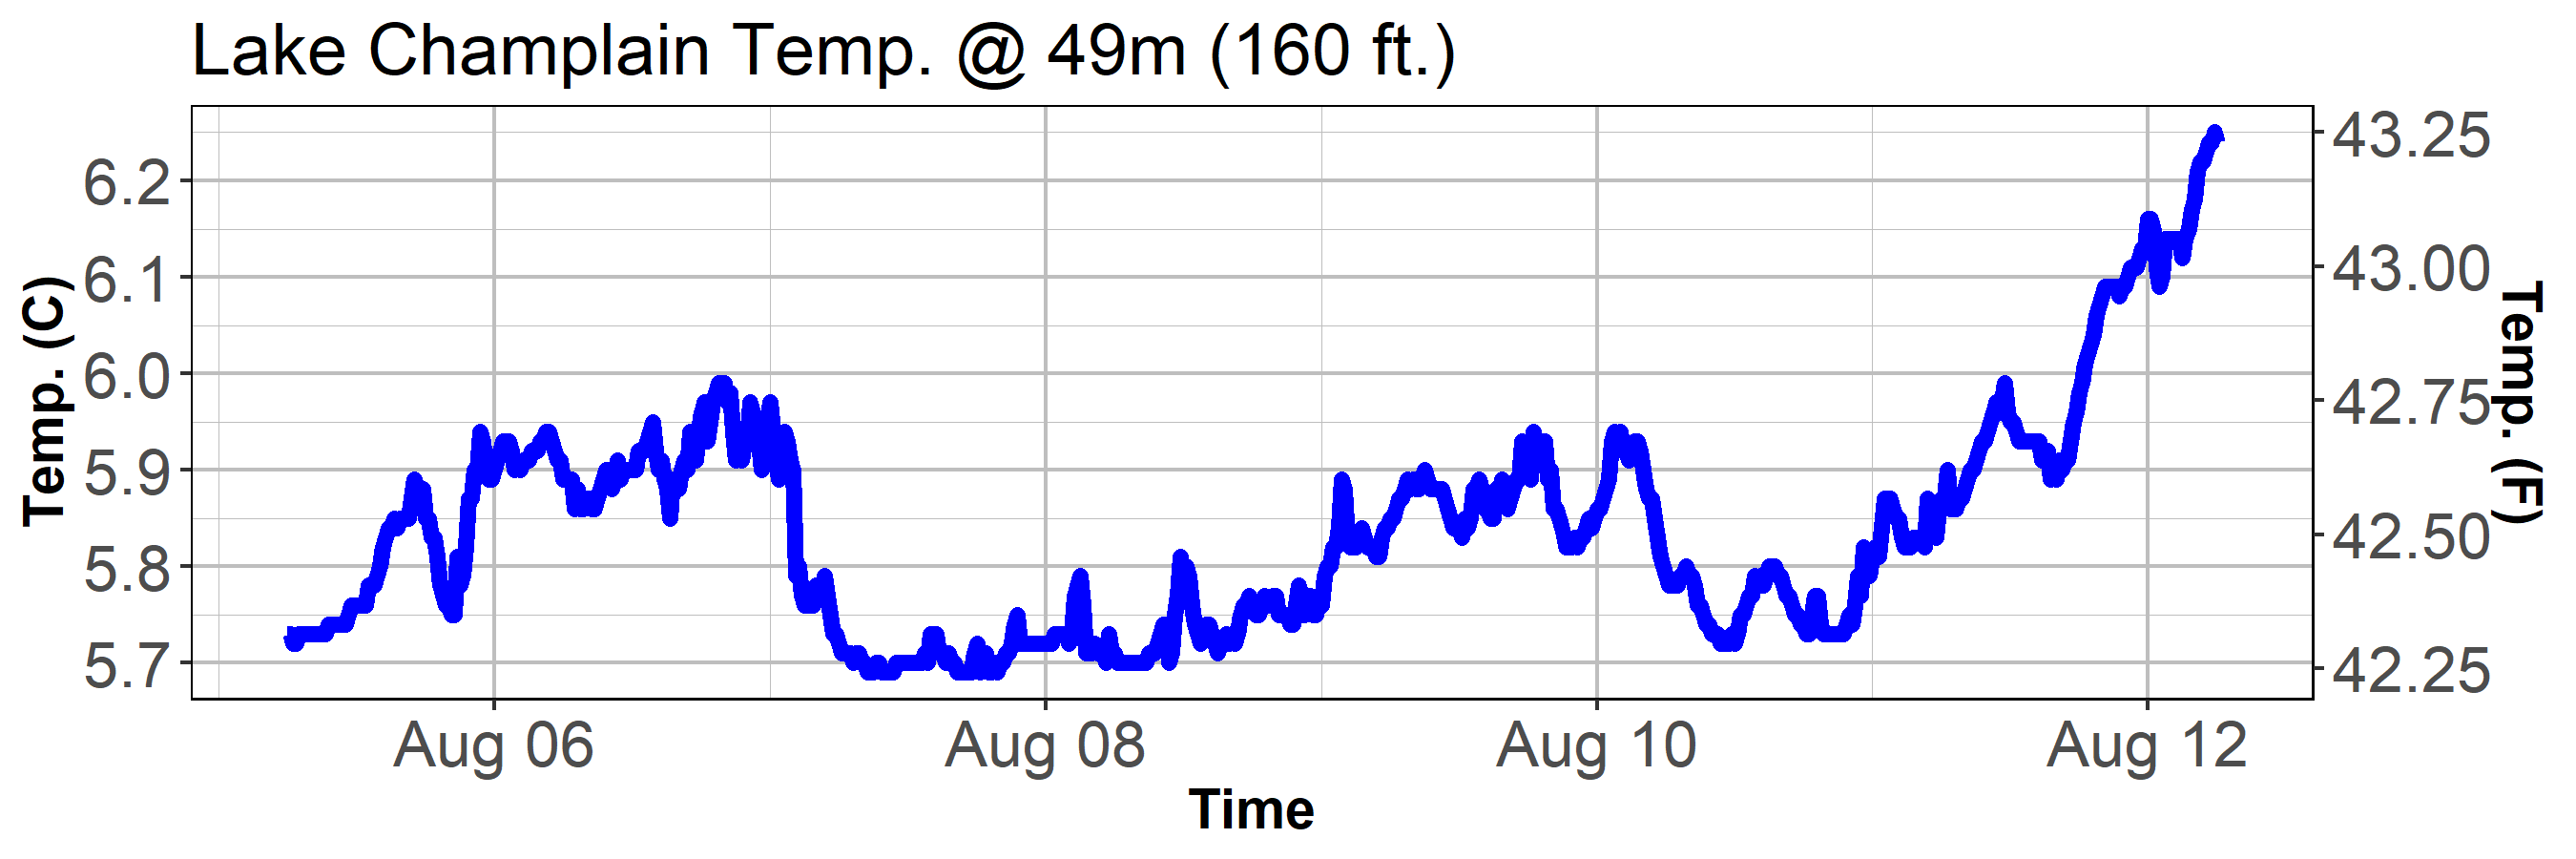 Lake Champlain Temp. @ 49m (160 ft.)
Temp. (C)
6.2
6.1
6.0
5.9
5.8
5.7
43.25
43.00
42.75
42.50
42.25
Temp. (F)
Aug 06
Aug 08
Aug 10
Aug 12
Time